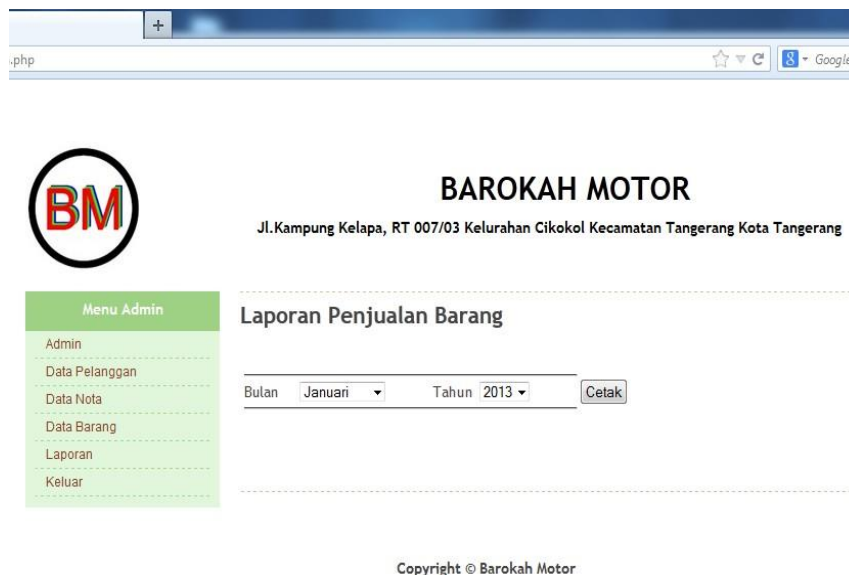 +
.php
8 Google
BM
BAROKAH MOTOR
Jl.Kampung Kelapa, RT 007/03 Kelurahan Cikokol Kecamatan Tangerang Kota Tangerang
Menu Admin
Admin
Data Pelanggan
Data Nota
Data Barang
Laporan
Keluar
Laporan Penjualan Barang
Bulan Januari Tahun 2013 Cetak
Copyright © Barokah Motor